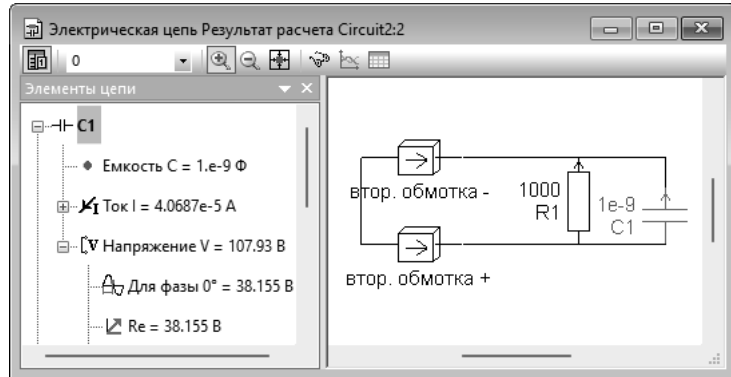 Электрическая цепь Результат расчета Circuit2:2
0
Элементы цепи
C1
Емкость C = 1.e-9 Ф
Ток I = 4.0687e-5 А
Напряжение V = 107.93 В
Для фазы 0° = 38.155 В
Re = 38.155 В
втор. обмотка -
1000
R1
1e-9
C1
втор. обмотка +